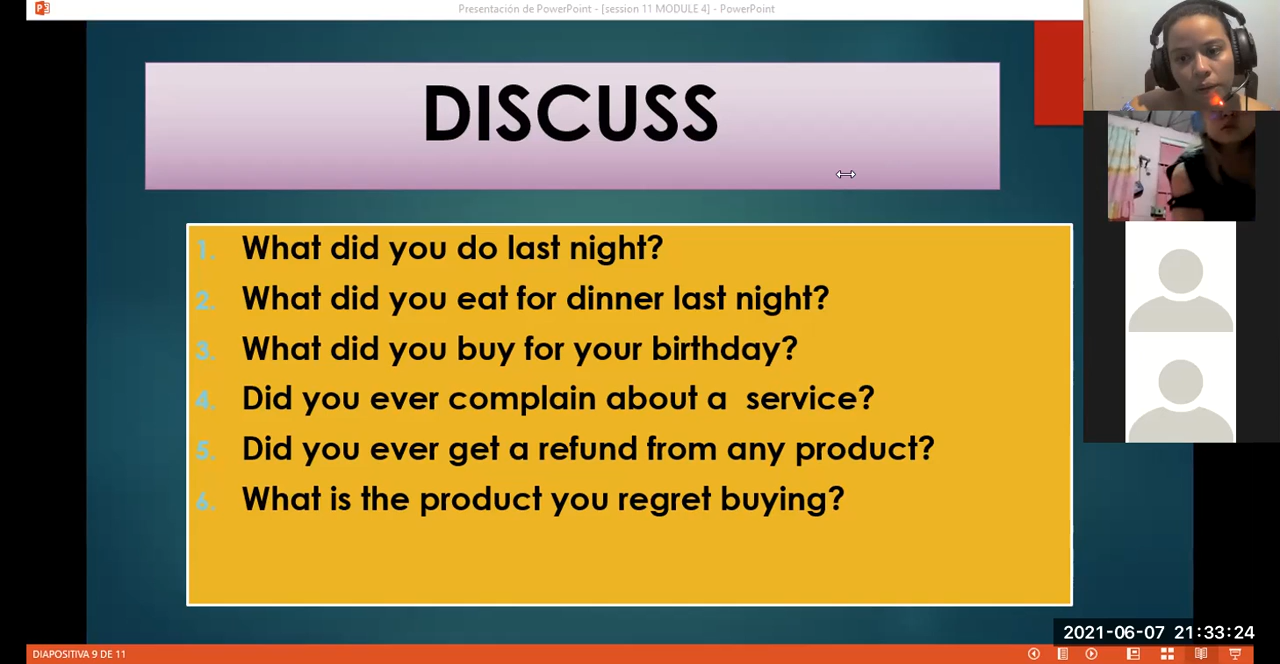 Presentación de PowerPoint - [session 11 MODULE 4] - PowerPoint
DISCUSS
1. What did you do last night?
2. What did you eat for dinner last night?
3. What did you buy for your birthday?
4. Did you ever complain about a service?
5. Did you ever get a refund from any product?
6. What is the product you regret buying?
2021-06-07 21:33:24
DIAPOSITIVA 9 DE 11